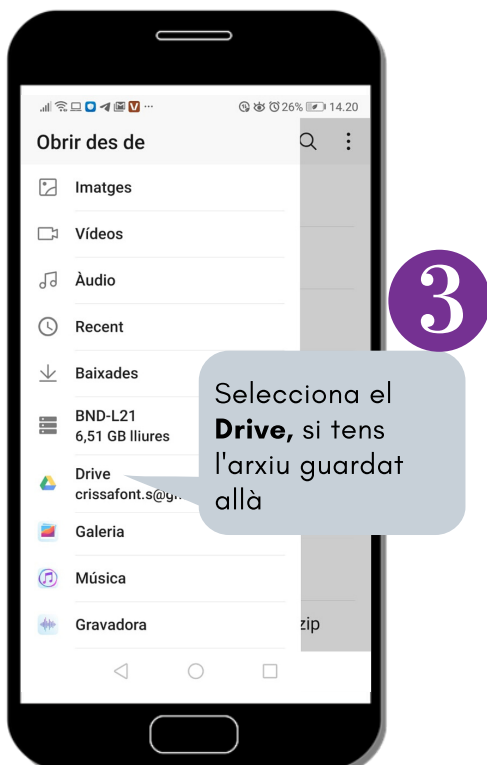 26% 14.20
Obrir des de
Imatges
Vídeos
Àudio
Recent
Baixades
BND-L21
6,51 GB lliures
Drive
crissafont.s@gm
Galeria
Música
Gravadora
zip
3
Selecciona el
Drive, si tens
l'arxiu guardat
allà